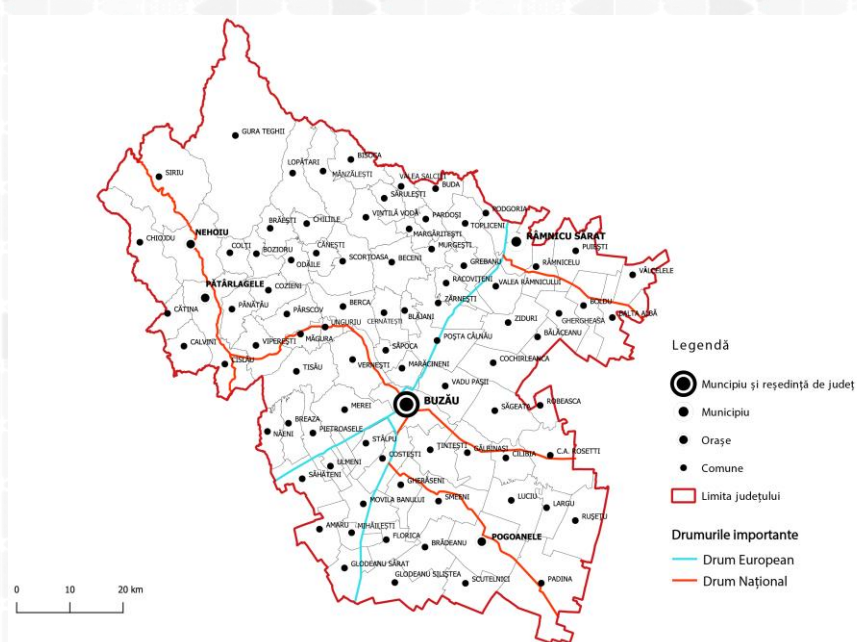 GURA TEGHII
BISOCA
SIRIU
LOPĂTARI
MÂNZĂLEȘTI
VALEA SALCIEI
BUDA
SĂRULEȘTI
PODGORIA
VINTILĂ VODĂ
PARDOȘI
TOPLICENI
BRĂEȘTI
CHILIILE
MARGĂRITEȘTI
NEHOIU
CHIOJDU
RÂMNICU SĂRAT
MURGEȘTI
PUIEȘTI
COLȚI
BOZIORU
CĂNEȘTI
ODĂILE
SCORȚOASA
BECENI
GREBANU
RÂMNICELU
VÂLCELELE
RACOVIȚENI
VALEA RÂMNICULUI
COZIENI
PĂTÂRLAGELE
ZĂRNEȘTI
BOLDU
CĂTINA
PĂNĂTĂU
PÂRSCOV
BERCA
CERNĂTEȘTI
BLĂJANI
GHERGHEASA
BALTA ALBĂ
ZIDURI
UNGURIU
MĂGURA
POȘTA CÂLNĂU
BĂLĂCEANU
CALVINI
VIPEREȘTI
SĂPOCA
CISLĂU
VERNEȘTI
MARĂCINENI
COCHIRLEANCA
TISĂU
VADU PAȘII
BUZĂU
MEREI
SĂGEATA
ROBEASCA
BREAZA
NĂENI
PIETROASELE
STÂLPU
ȚINTEȘTI
GĂLBINAȘI
CILIBIA
C.A. ROSETTI
COSTEȘTI
ULMENI
SĂHĂTENI
GHERĂSENI
MOVILA BANULUI
SMEENI
LUCIU
LARGU
RUȘEȚU
AMARU
MIHĂILEȘTI
FLORICA
BRĂDEANU
POGOANELE
GLODEANU SĂRAT
GLODEANU SILIȘTEA
SCUTELNICI
PADINA
Legendă
Muncipiu și reședință de județ
Municipiu
Orașe
Comune
Limita județului
Drumurile importante
Drum European
Drum Național
0 10 20 km